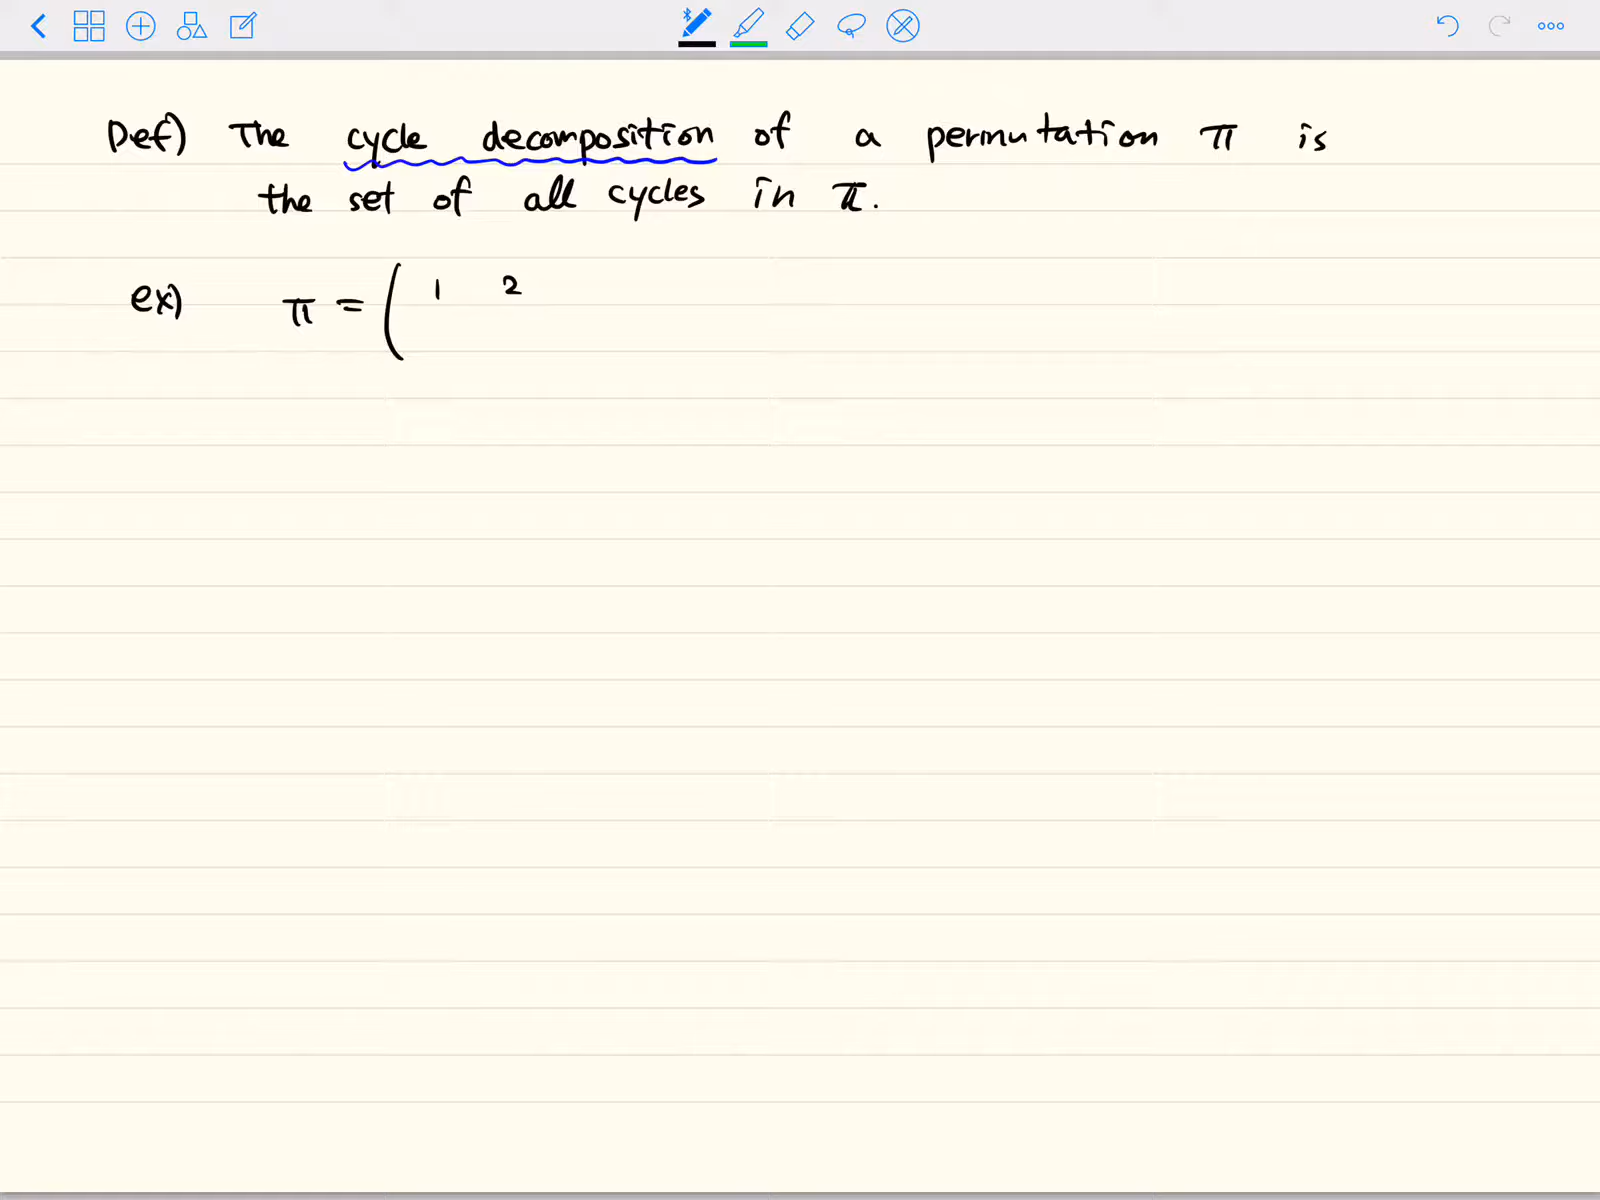 Def) The cycle decomposition of a permutation π is
the set of all cycles in π.
ex) π = ( 1 2